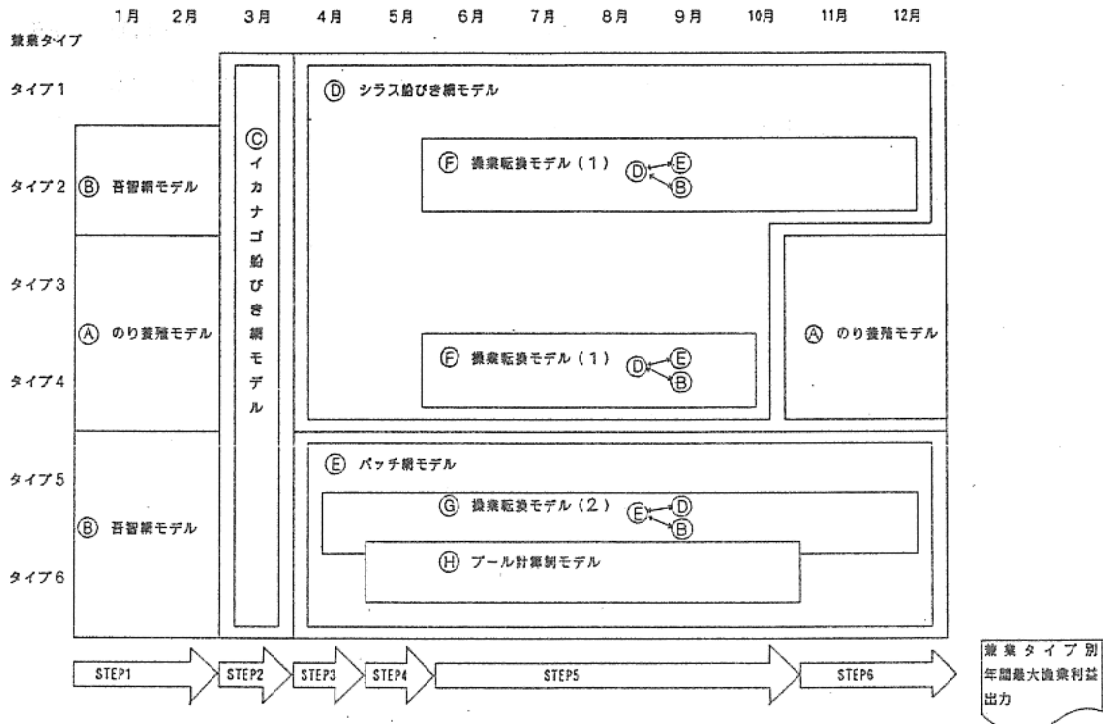 1月 2月 3月 4月 5月 6月 7月 8月 9月 10月 11月 12月
兼業タイプ
タイプ1
Ⓓ シラス船びき網モデル
Ⓒイカナゴ船びき網モデル
Ⓕ 操業転換モデル(1) Ⓓ Ⓔ Ⓑ
タイプ2
Ⓑ 吾智網モデル
タイプ3
Ⓐ のり養殖モデル
Ⓐ のり養殖モデル
Ⓕ 操業転換モデル(1) Ⓓ Ⓔ Ⓑ
タイプ4
Ⓔ パッチ網モデル
タイプ5
Ⓖ 操業転換モデル(2) Ⓔ Ⓓ Ⓑ
Ⓑ 吾智網モデル
Ⓗ プール計算制モデル
タイプ6
STEP1 STEP2 STEP3 STEP4 STEP5 STEP6
兼業タイプ別
年間最大漁業利益
出力